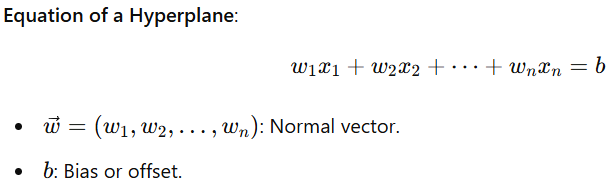 Equation of a Hyperplane:
w₁x₁ + w₂x₂ + ⋯ + wₙxₙ = b
• w⃗ = (w₁, w₂, . . . , wₙ): Normal vector.
• b: Bias or offset.